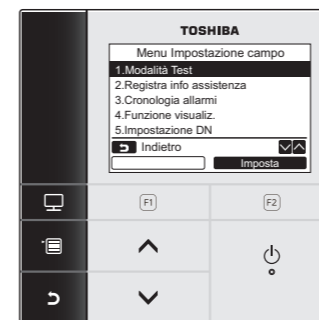 TOSHIBA
Menu Impostazione campo
1.Modalità Test
2.Registra info assistenza
3.Cronologia allarmi
4.Funzione visualiz.
5.Impostazione DN
Indietro
Imposta
F1 F2